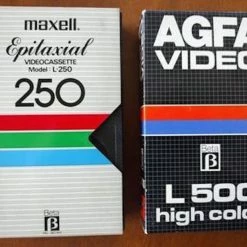 maxell
Epitaxial
VIDEOCASSETTE
Model : L-250
250
Beta
β
AGFA
VIDEO
Beta
β
L 500
high colo